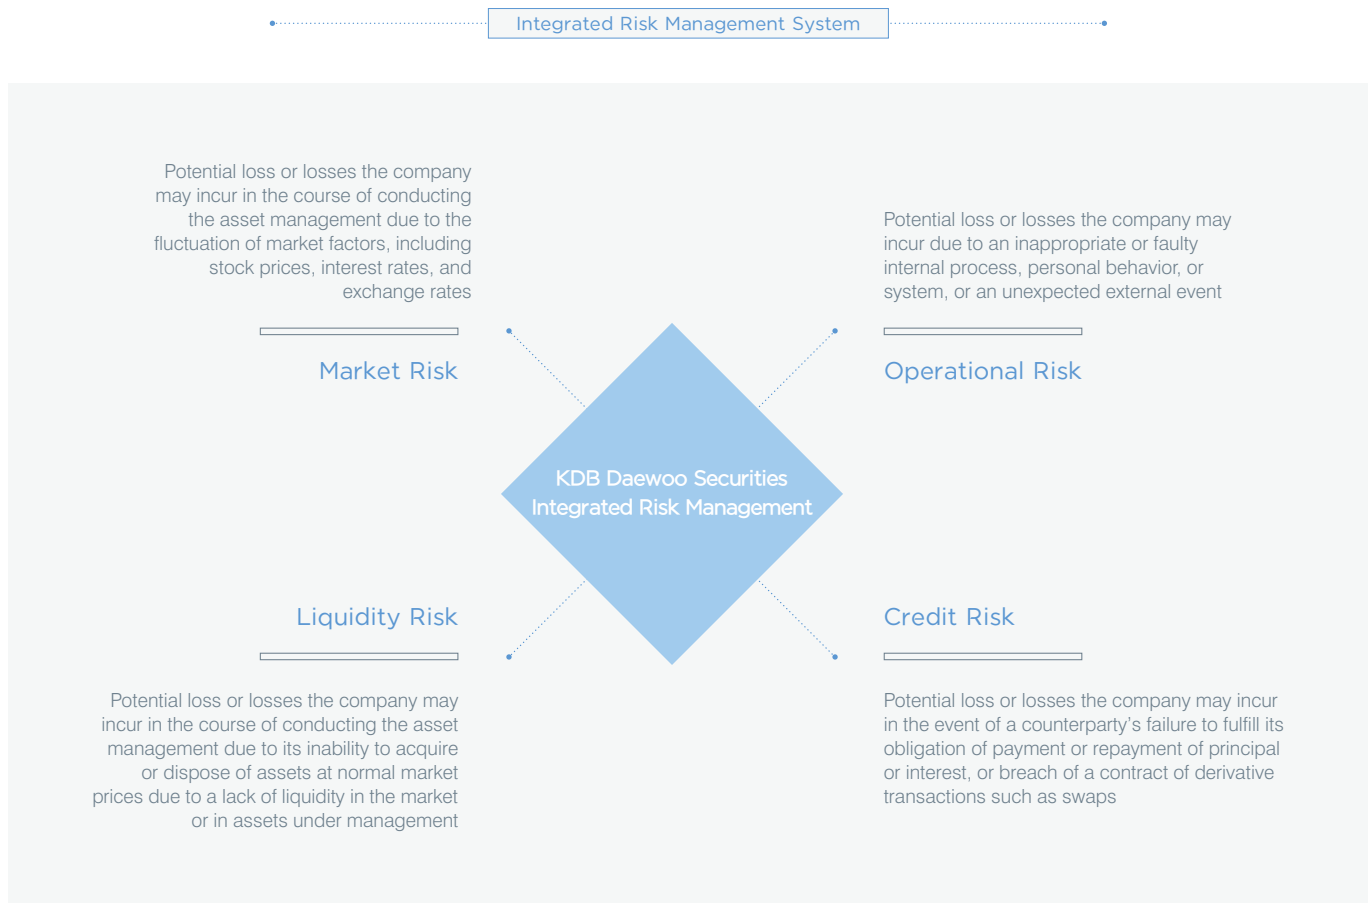 Integrated Risk Management System
Potential loss or losses the company
may incur in the course of conducting
the asset management due to the
fluctuation of market factors, including
stock prices, interest rates, and
exchange rates
Market Risk
Potential loss or losses the company may
incur due to an inappropriate or faulty
internal process, personal behavior, or
system, or an unexpected external event
Operational Risk
KDB Daewoo Securities
Integrated Risk Management
Liquidity Risk
Potential loss or losses the company may
incur in the course of conducting the asset
management due to its inability to acquire
or dispose of assets at normal market
prices due to a lack of liquidity in the market
or in assets under management
Credit Risk
Potential loss or losses the company may incur
in the event of a counterparty’s failure to fulfill its
obligation of payment or repayment of principal
or interest, or breach of a contract of derivative
transactions such as swaps